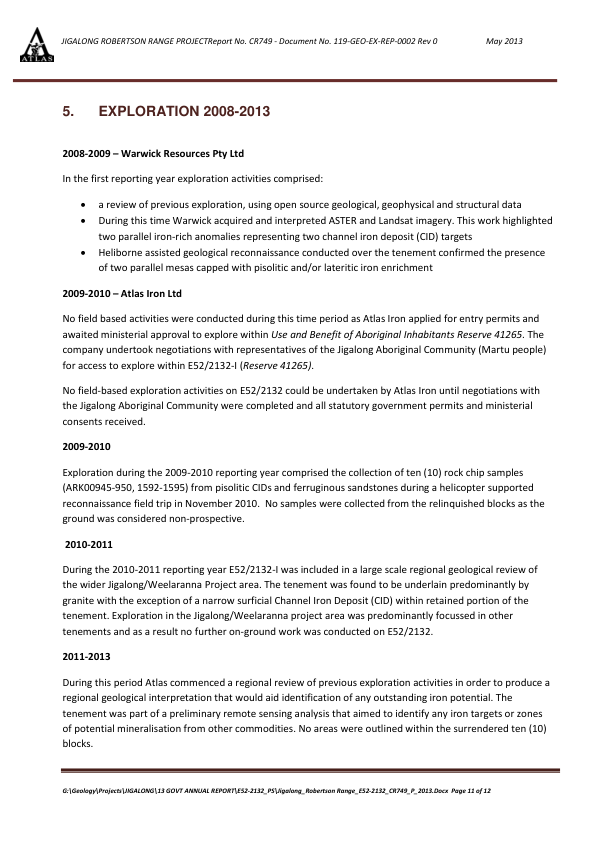 JIGALONG ROBERTSON RANGE PROJECTReport No. CR749 - Document No. 119-GEO-EX-REP-0002 Rev 0 May 2013
ATLAS
5. EXPLORATION 2008-2013
2008-2009 – Warwick Resources Pty Ltd
In the first reporting year exploration activities comprised:
• a review of previous exploration, using open source geological, geophysical and structural data
• During this time Warwick acquired and interpreted ASTER and Landsat imagery. This work highlighted
two parallel iron-rich anomalies representing two channel iron deposit (CID) targets
• Heliborne assisted geological reconnaissance conducted over the tenement confirmed the presence
of two parallel mesas capped with pisolitic and/or lateritic iron enrichment
2009-2010 – Atlas Iron Ltd
No field based activities were conducted during this time period as Atlas Iron applied for entry permits and
awaited ministerial approval to explore within Use and Benefit of Aboriginal Inhabitants Reserve 41265. The
company undertook negotiations with representatives of the Jigalong Aboriginal Community (Martu people)
for access to explore within E52/2132-I (Reserve 41265).
No field-based exploration activities on E52/2132 could be undertaken by Atlas Iron until negotiations with
the Jigalong Aboriginal Community were completed and all statutory government permits and ministerial
consents received.
2009-2010
Exploration during the 2009-2010 reporting year comprised the collection of ten (10) rock chip samples
(ARK00945-950, 1592-1595) from pisolitic CIDs and ferruginous sandstones during a helicopter supported
reconnaissance field trip in November 2010. No samples were collected from the relinquished blocks as the
ground was considered non-prospective.
2010-2011
During the 2010-2011 reporting year E52/2132-I was included in a large scale regional geological review of
the wider Jigalong/Weelaranna Project area. The tenement was found to be underlain predominantly by
granite with the exception of a narrow surficial Channel Iron Deposit (CID) within retained portion of the
tenement. Exploration in the Jigalong/Weelaranna project area was predominantly focussed in other
tenements and as a result no further on-ground work was conducted on E52/2132.
2011-2013
During this period Atlas commenced a regional review of previous exploration activities in order to produce a
regional geological interpretation that would aid identification of any outstanding iron potential. The
tenement was part of a preliminary remote sensing analysis that aimed to identify any iron targets or zones
of potential mineralisation from other commodities. No areas were outlined within the surrendered ten (10)
blocks.
G:\Geology\Projects\JIGALONG\13 GOVT ANNUAL REPORT\E52-2132_PS\Jigalong_Robertson Range_E52-2132_CR749_P_2013.Docx Page 11 of 12